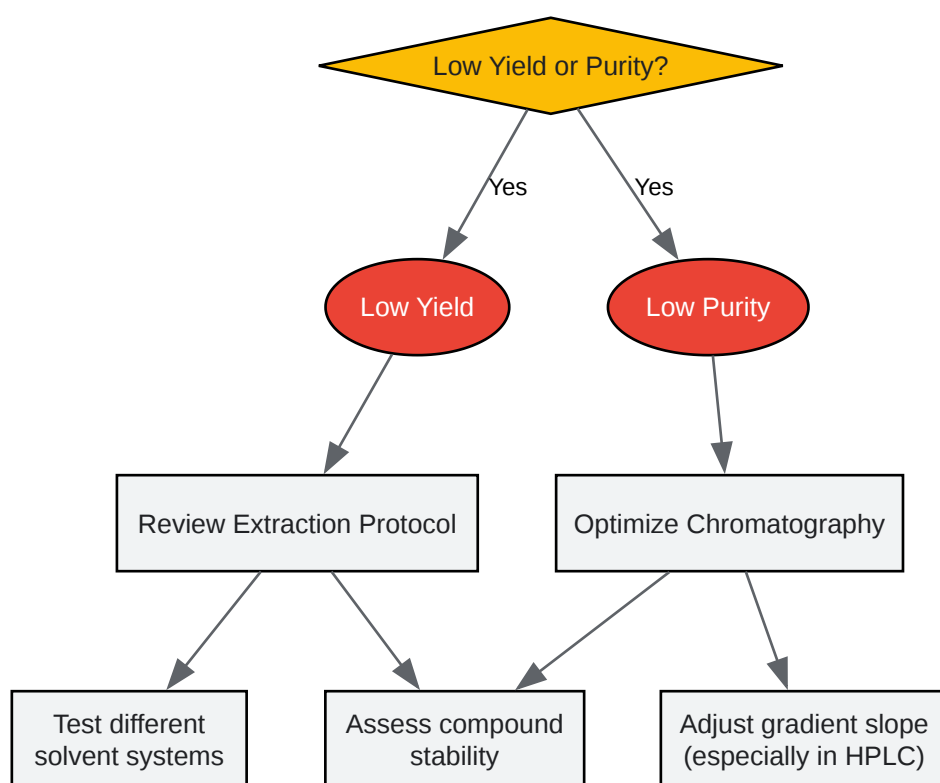 Low Yield or Purity?
Yes
Yes
Low Yield
Low Purity
Review Extraction Protocol
Optimize Chromatography
Test different
solvent systems
Assess compound
stability
Adjust gradient slope
(especially in HPLC)